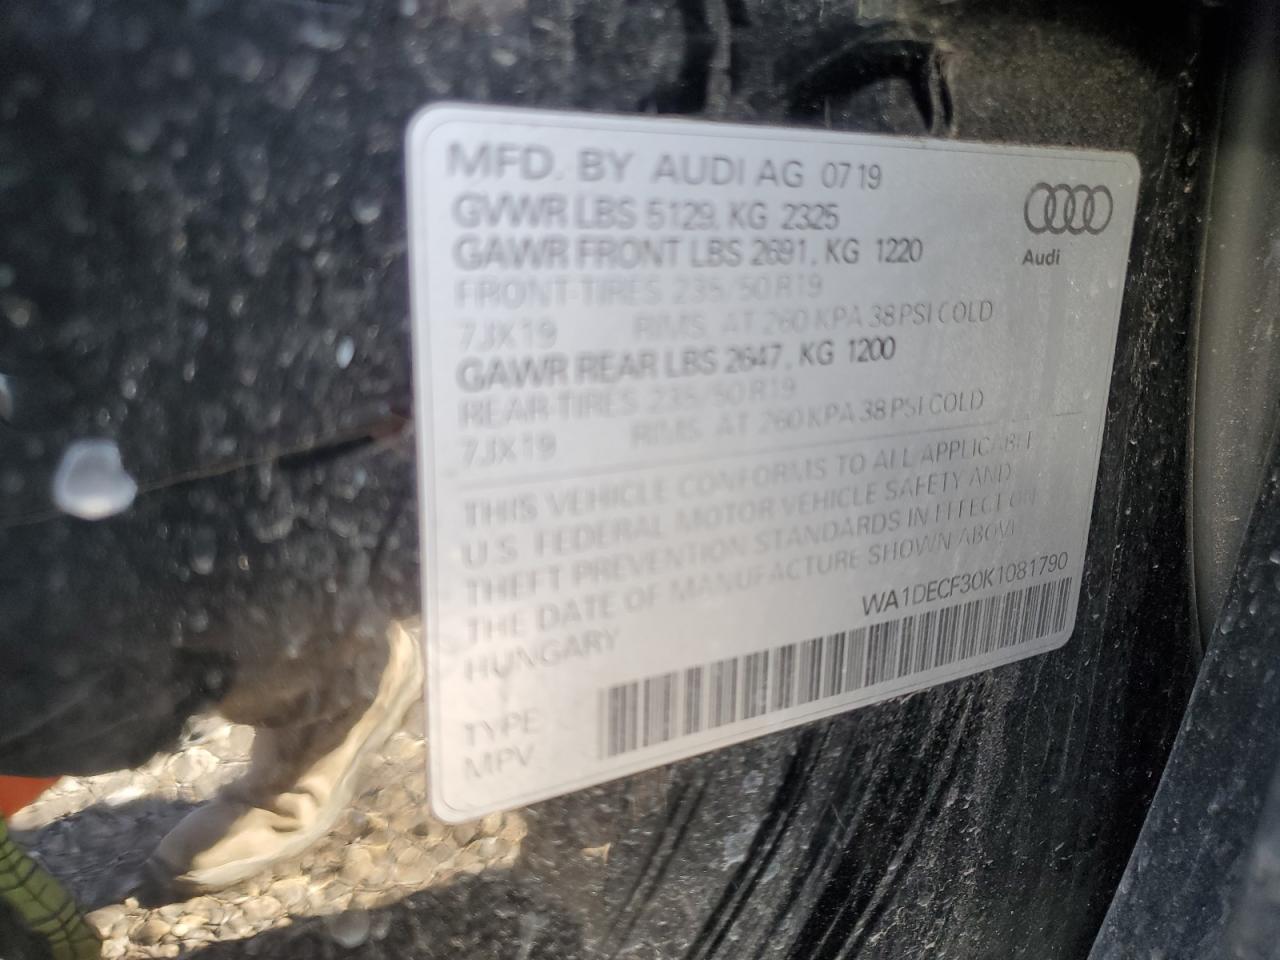 MFD. BY AUDI AG 0719
GVWR LBS 5129, KG 2325
GAWR FRONT LBS 2691, KG 1220
FRONT-TIRES 235/50 R19
7JX19 RIMS AT 260 KPA 38 PSI COLD
GAWR REAR LBS 2647, KG 1200
REAR-TIRES 235/50 R19
7JX19 RIMS AT 260 KPA 38 PSI COLD
Audi
THIS VEHICLE CONFORMS TO ALL APPLICABLE
U.S. FEDERAL MOTOR VEHICLE SAFETY AND
THEFT PREVENTION STANDARDS IN EFFECT ON
THE DATE OF MANUFACTURE SHOWN ABOVE
HUNGARY
WA1DECF30K1081790
TYPE
MPV